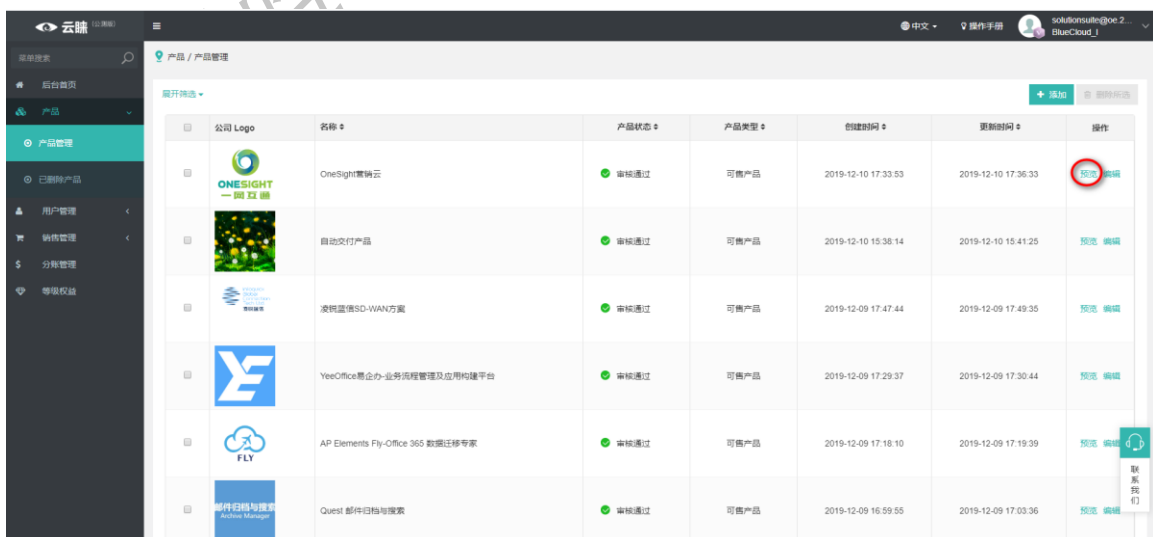 云睐
中文
操作手册
solutionsuite@oe.2...
BlueCloud_I
菜单搜索
产品 / 产品管理
后台首页
产品
产品管理
已删除产品
用户管理
销售管理
分账管理
等级权益
展开筛选
添加
删除所选
公司 Logo 名称 产品状态 产品类型 创建时间 更新时间 操作
ONESIGHT
一网互通
OneSight营销云 审核通过 可售产品 2019-12-10 17:33:53 2019-12-10 17:36:33 预览 编辑
自动交付产品 审核通过 可售产品 2019-12-10 15:38:14 2019-12-10 15:41:25 预览 编辑
凌锐蓝信SD-WAN方案 审核通过 可售产品 2019-12-09 17:47:44 2019-12-09 17:49:35 预览 编辑
YeeOffice易企办-业务流程管理及应用构建平台 审核通过 可售产品 2019-12-09 17:29:37 2019-12-09 17:30:44 预览 编辑
FLY
AP Elements Fly-Office 365 数据迁移专家 审核通过 可售产品 2019-12-09 17:18:10 2019-12-09 17:19:39 预览 编辑
邮件归档与搜索
Archive Manager
Quest 邮件归档与搜索 审核通过 可售产品 2019-12-09 16:59:55 2019-12-09 17:03:36 预览 编辑
联系我们